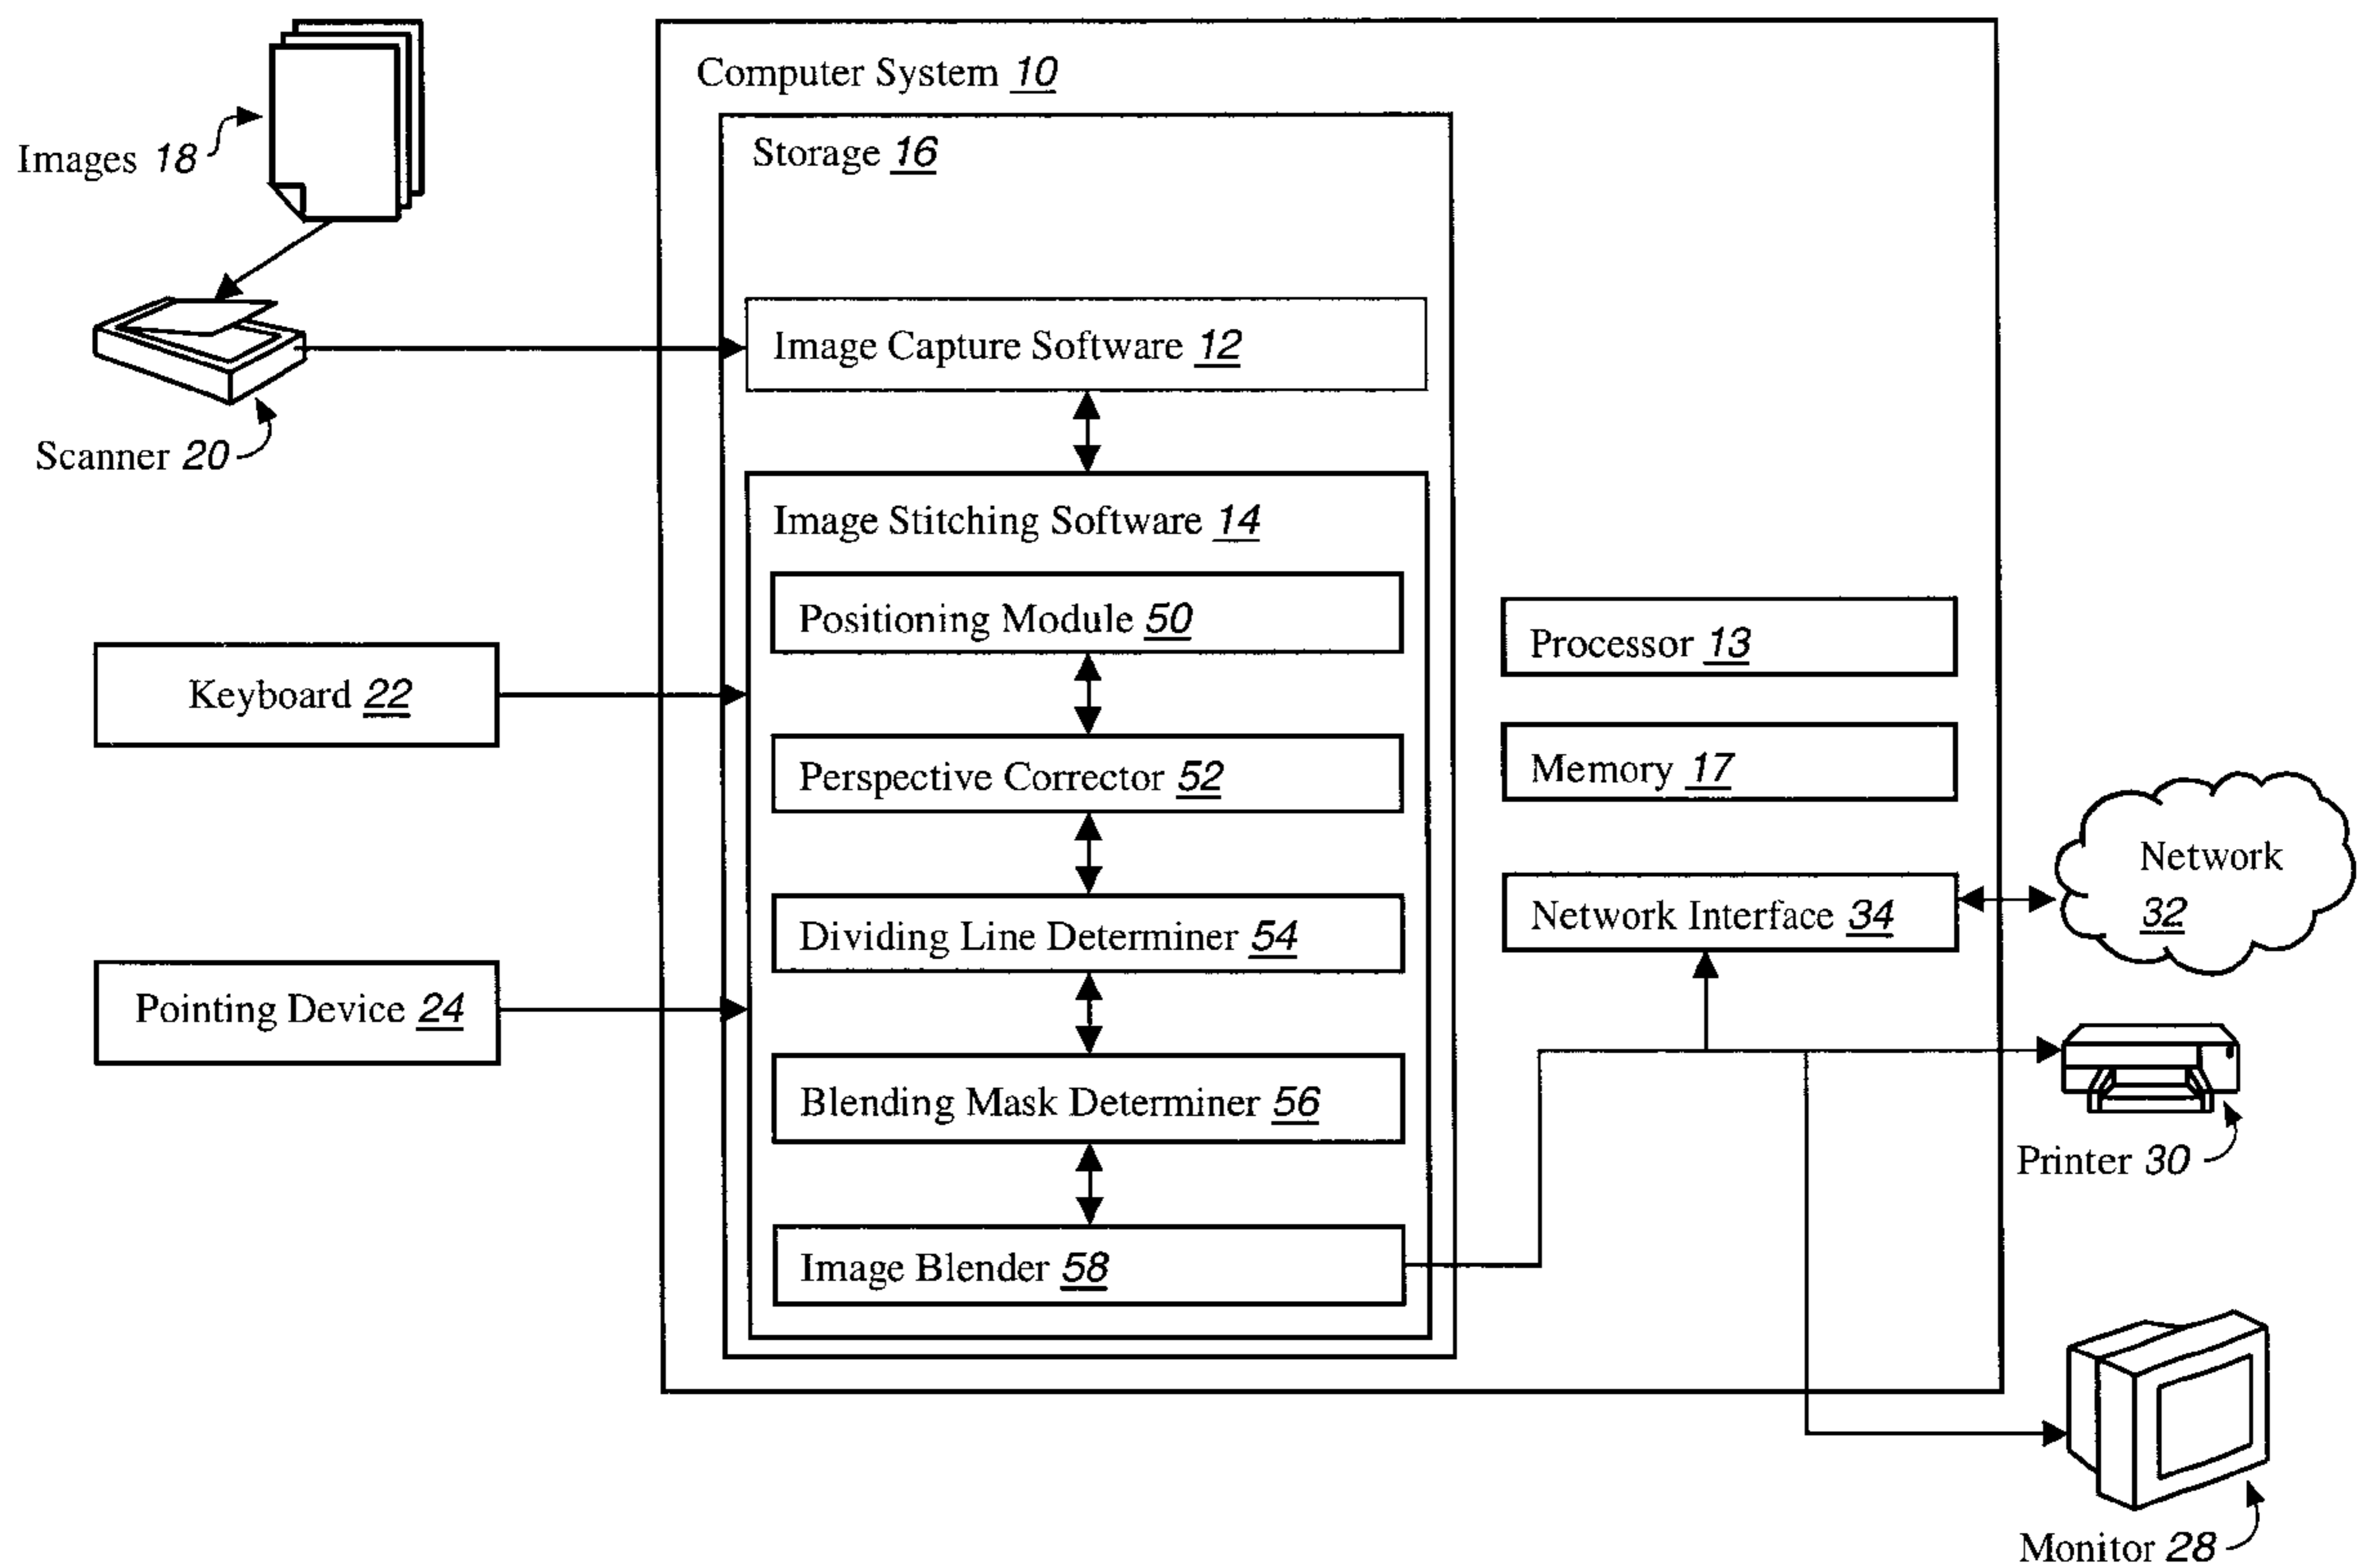 Computer System 10
Images 18
Storage 16
Scanner 20
Image Capture Software 12
Image Stitching Software 14
Positioning Module 50
Keyboard 22
Perspective Corrector 52
Dividing Line Determiner 54
Pointing Device 24
Blending Mask Determiner 56
Image Blender 58
Processor 13
Memory 17
Network Interface 34
Network
32
Printer 30
Monitor 28